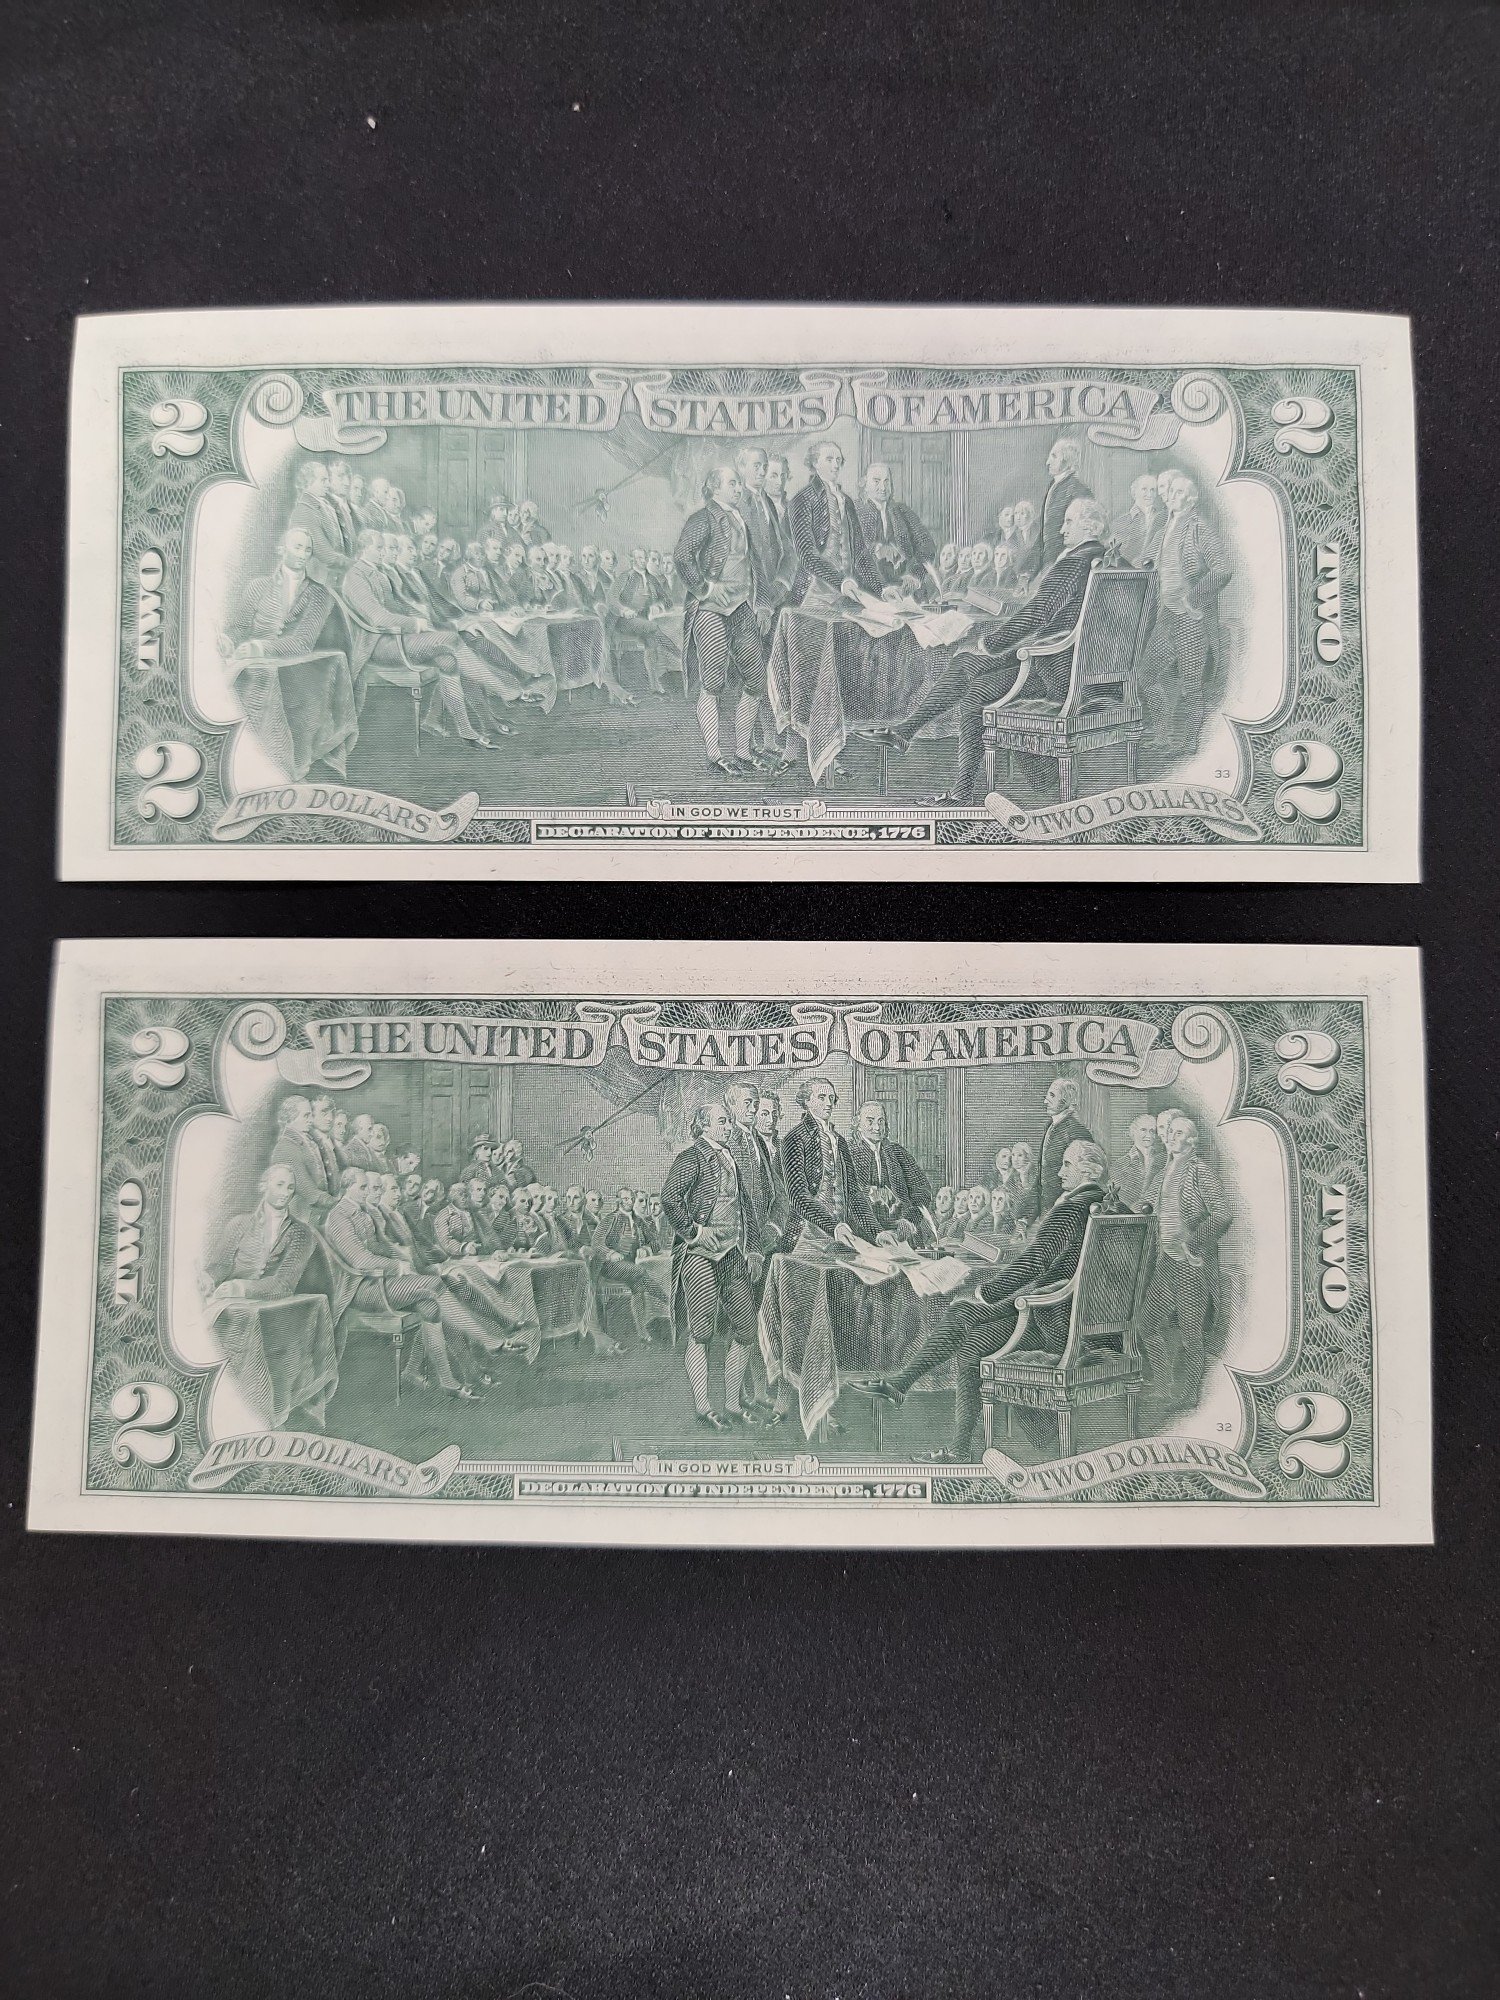 THE UNITED STATES OF AMERICA
2 2
TWO TWO
33
2 2
TWO DOLLARS TWO DOLLARS
IN GOD WE TRUST
DECLARATION OF INDEPENDENCE, 1776
THE UNITED STATES OF AMERICA
2 2
TWO TWO
32
2 2
TWO DOLLARS TWO DOLLARS
IN GOD WE TRUST
DECLARATION OF INDEPENDENCE, 1776